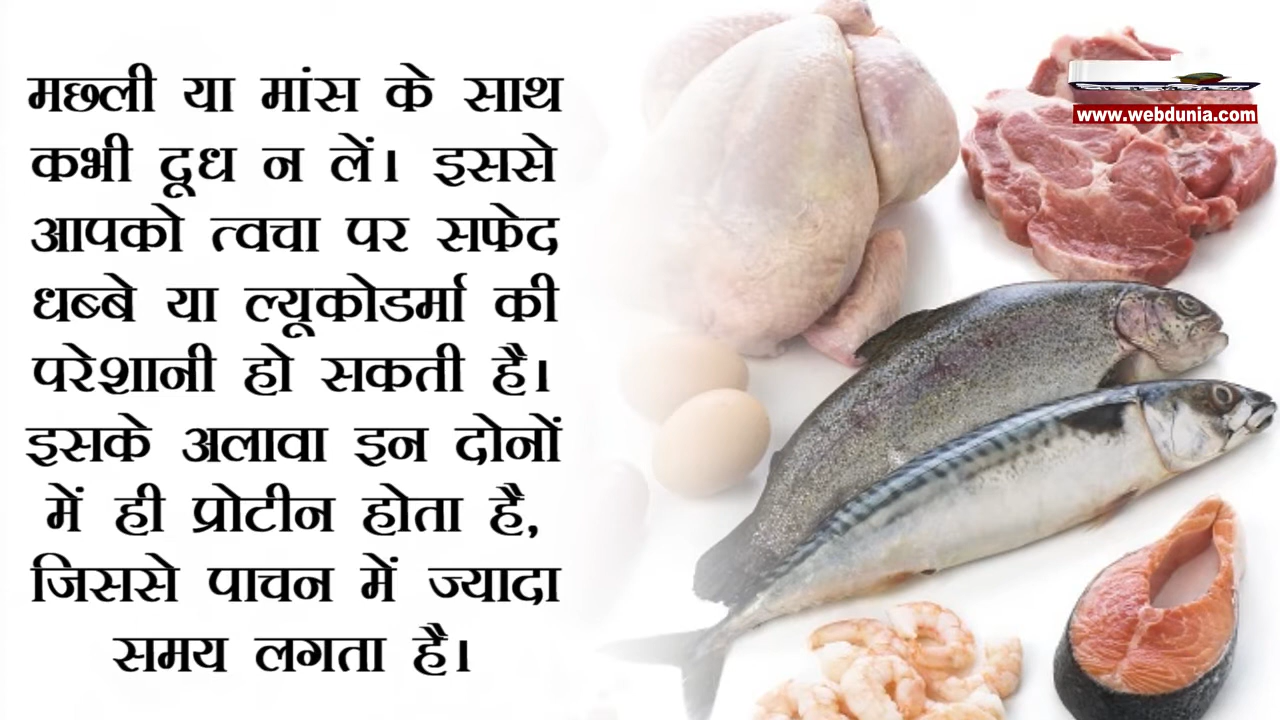 मछ्ली या मांस के साथ
कभी दूध न लें। इससे
आपको त्वचा पर सफेद
धब्बे या ल्यूकोडर्मा की
परेशानी हो सकती है।
इसके अलावा इन दोनों
में ही प्रोटीन होता है,
जिससे पाचन में ज्यादा
समय लगता है।
www.webdunia.com